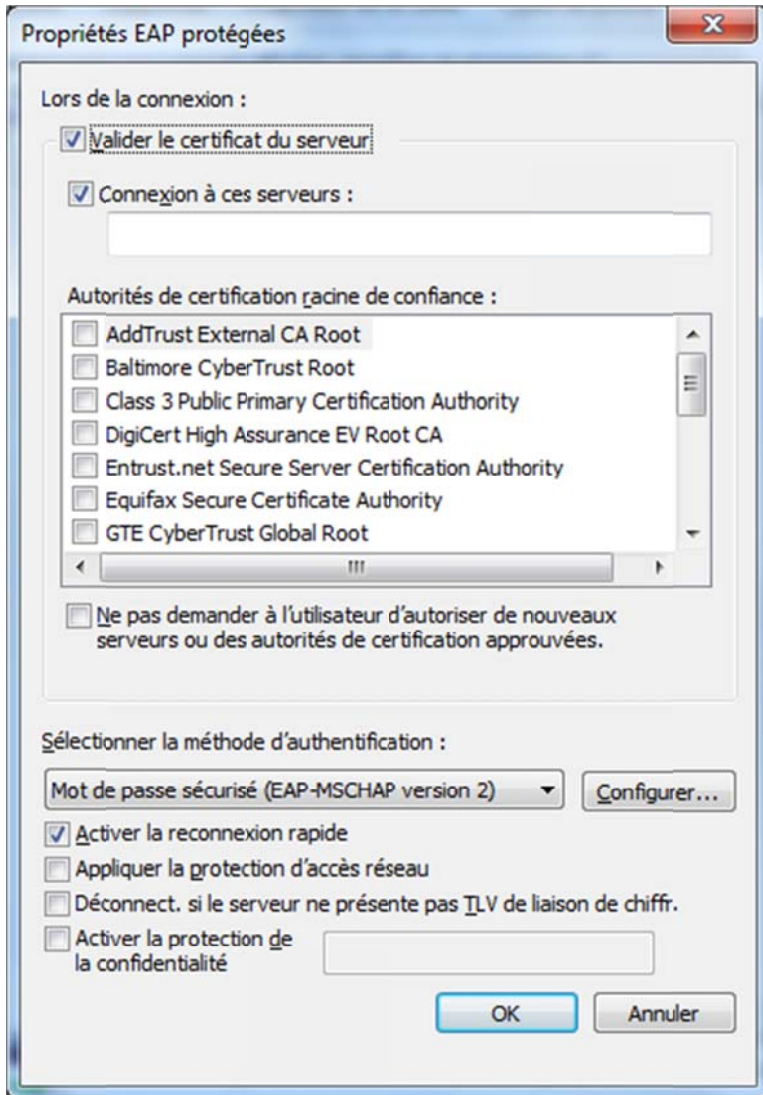 Propriétés EAP protégées
Lors de la connexion :
Valider le certificat du serveur
Connexion à ces serveurs :
Autorités de certification racine de confiance :
AddTrust External CA Root
Baltimore CyberTrust Root
Class 3 Public Primary Certification Authority
DigiCert High Assurance EV Root CA
Entrust.net Secure Server Certification Authority
Equifax Secure Certificate Authority
GTE CyberTrust Global Root
Ne pas demander à l'utilisateur d'autoriser de nouveaux
serveurs ou des autorités de certification approuvées.
Sélectionner la méthode d'authentification :
Mot de passe sécurisé (EAP-MSCHAP version 2)
Configurer...
Activer la reconnexion rapide
Appliquer la protection d'accès réseau
Déconnect. si le serveur ne présente pas TLV de liaison de chiffr.
Activer la protection de
la confidentialité
OK
Annuler